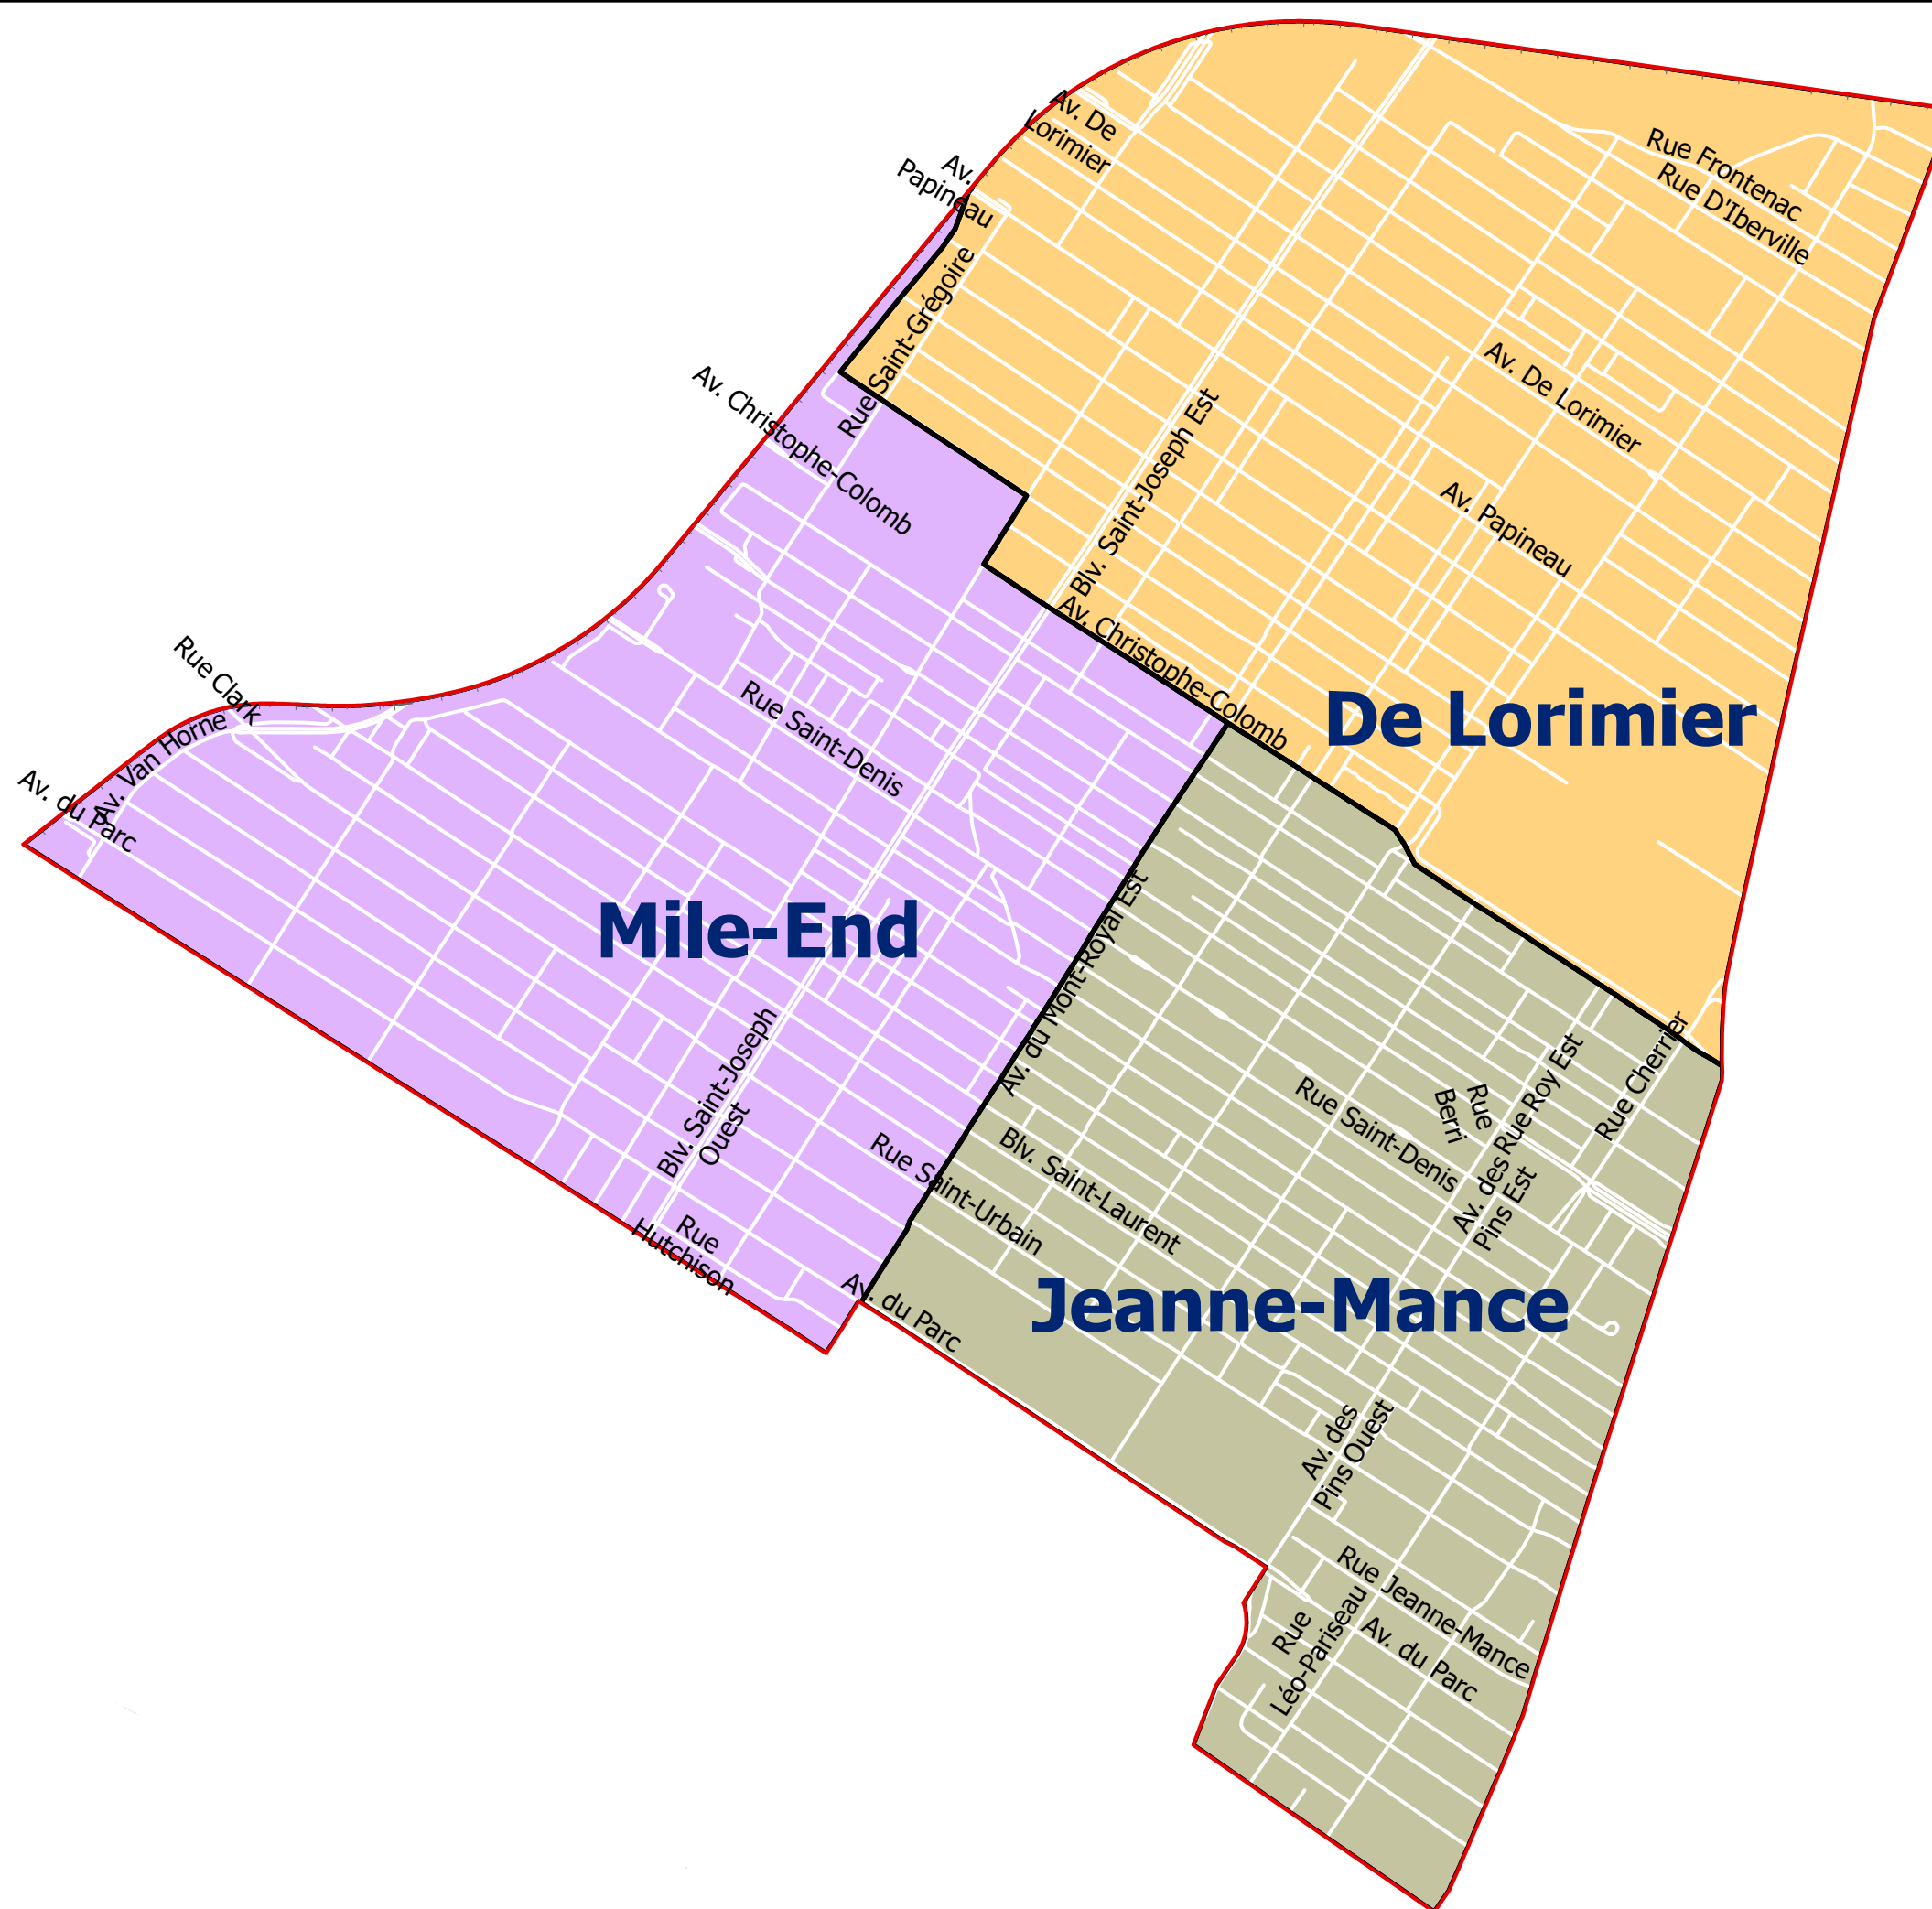 Av. De
Lorimier
Av.
Papineau
Rue Frontenac
Rue D'Iberville
Rue Saint-Grégoire
Av. Christophe-Colomb
Av. De Lorimier
Blv. Saint-Joseph Est
Av. Papineau
Av. Christophe-Colomb
De Lorimier
Rue Clark
Av. Van Horne
Av. du Parc
Rue Saint-Denis
Mile-End
Av. du Mont-Royal Est
Blv. Saint-Joseph
Ouest
Rue Cherrier
Rue Roy Est
Rue
Berri
Rue Saint-Denis
Av. des
Pins Est
Blv. Saint-Laurent
Rue Saint-Urbain
Rue
Hutchison
Av. du Parc
Jeanne-Mance
Av. des
Pins Ouest
Rue Jeanne-Mance
Rue
Léo-Pariseau
Av. du Parc